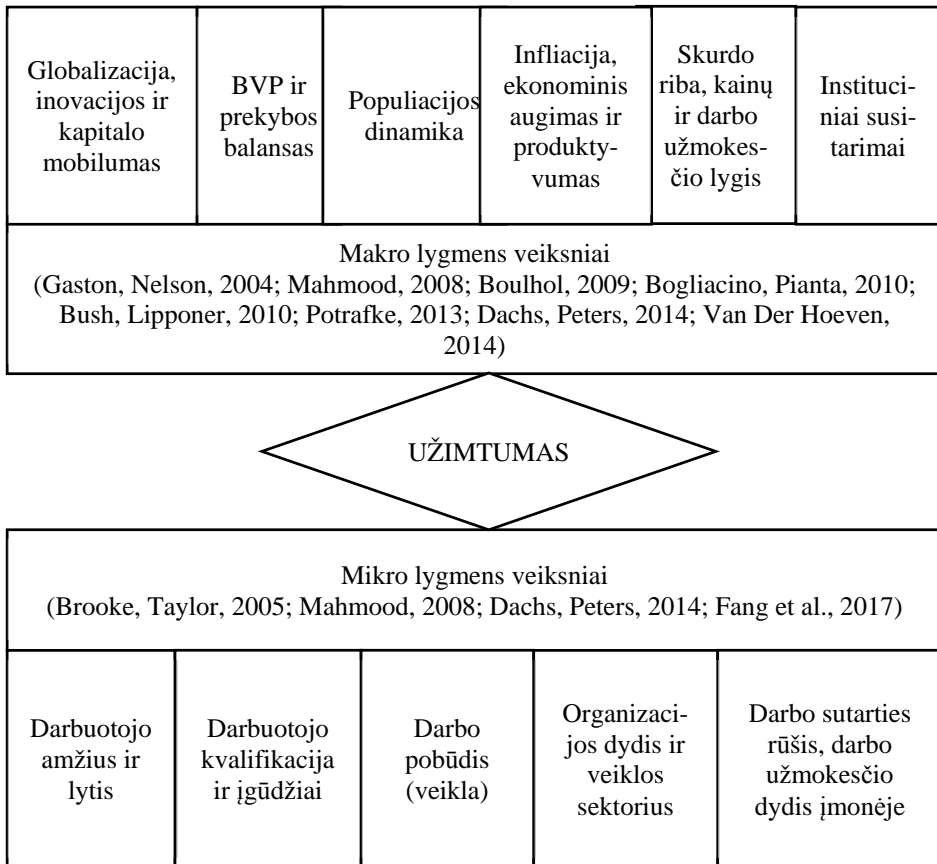 Globalizacija,
inovacijos ir
kapitalo
mobilumas
BVP ir
prekybos
balansas
Populiacijos
dinamika
Infliacija,
ekonominis
augimas ir
produkty-
vumas
Skurdo
riba, kainų
ir darbo
užmokes-
čio lygis
Instituci-
niai susi-
tarimai
Makro lygmens veiksniai
(Gaston, Nelson, 2004; Mahmood, 2008; Boulhol, 2009; Bogliacino, Pianta, 2010;
Bush, Lipponer, 2010; Potrafke, 2013; Dachs, Peters, 2014; Van Der Hoeven,
2014)
UŽIMTUMAS
Mikro lygmens veiksniai
(Brooke, Taylor, 2005; Mahmood, 2008; Dachs, Peters, 2014; Fang et al., 2017)
Darbuotojo
amžius ir
lytis
Darbuotojo
kvalifikacija
ir įgūdžiai
Darbo
pobūdis
(veikla)
Organizaci-
jos dydis ir
veiklos
sektorius
Darbo sutarties
rūšis, darbo
užmokesčio
dydis įmonėje